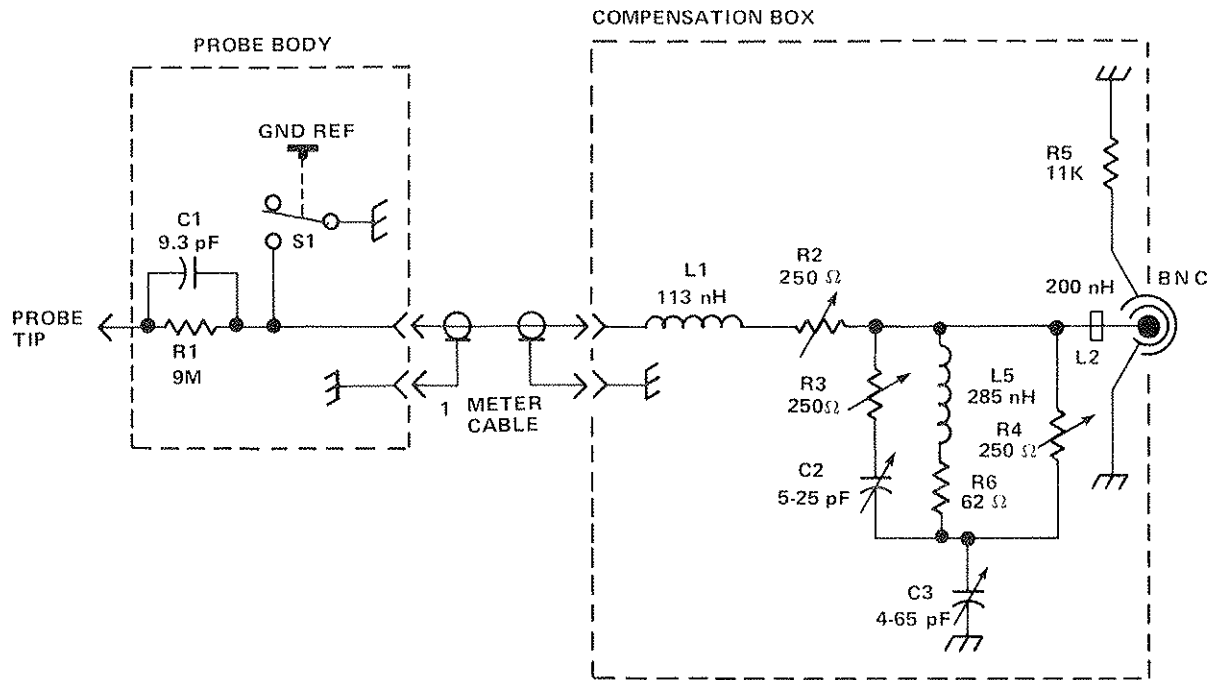 COMPENSATION BOX
PROBE BODY
GND REF
S1
C1
9.3 pF
PROBE
TIP
R1
9M
1 METER
CABLE
L1
113 nH
R2
250 Ω
R3
250Ω
C2
5-25 pF
L5
285 nH
R6
62 Ω
R4
250 Ω
C3
4-65 pF
200 nH
L2
R5
11K
BNC